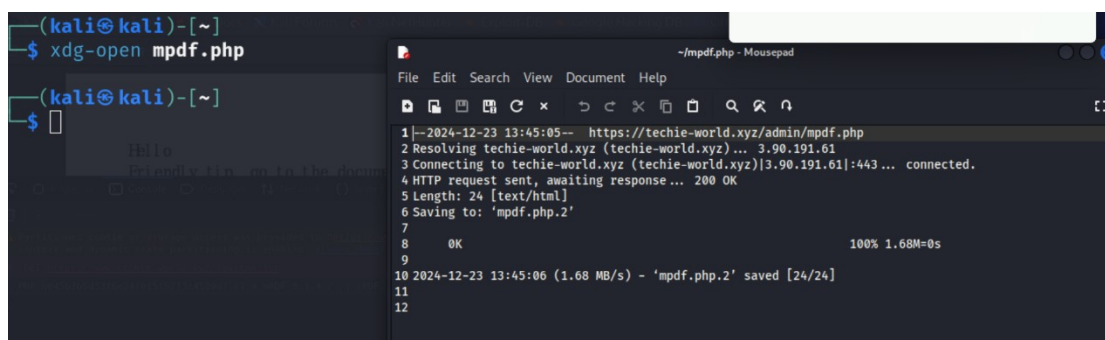 (kali㉿kali)-[~]
$ xdg-open mpdf.php
(kali㉿kali)-[~]
$
Hello
Friendly tip, go to the
~/mpdf.php - Mousepad
File Edit Search View Document Help
1 --2024-12-23 13:45:05-- https://techie-world.xyz/admin/mpdf.php
2 Resolving techie-world.xyz (techie-world.xyz)... 3.90.191.61
3 Connecting to techie-world.xyz (techie-world.xyz)|3.90.191.61|:443... connected.
4 HTTP request sent, awaiting response... 200 OK
5 Length: 24 [text/html]
6 Saving to: ‘mpdf.php.2’
7
8 0K 100% 1.68M=0s
9
10 2024-12-23 13:45:06 (1.68 MB/s) - ‘mpdf.php.2’ saved [24/24]
11
12